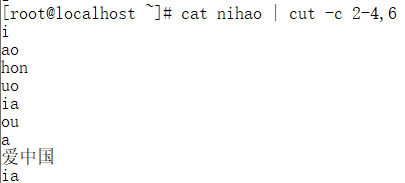 [root@localhost ~]# cat nihao | cut -c 2-4,6
i
ao
hon
uo
ia
ou
a
爱中国
ia